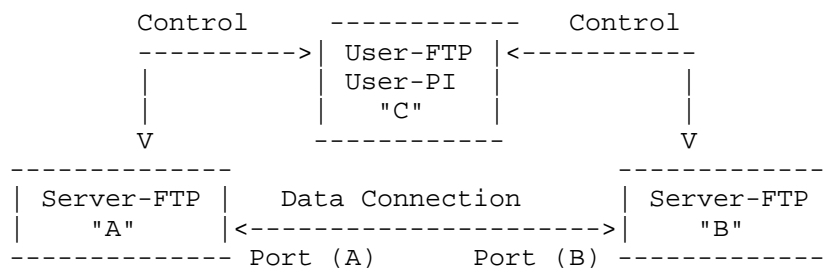 Control ------------ Control
---------->| User-FTP |<-----------
| | User-PI | |
| | "C" | |
V ------------ V
-------------- -------------
| Server-FTP | Data Connection | Server-FTP
| "A" |<---------------------->| "B"
-------------- Port (A) Port (B) -------------